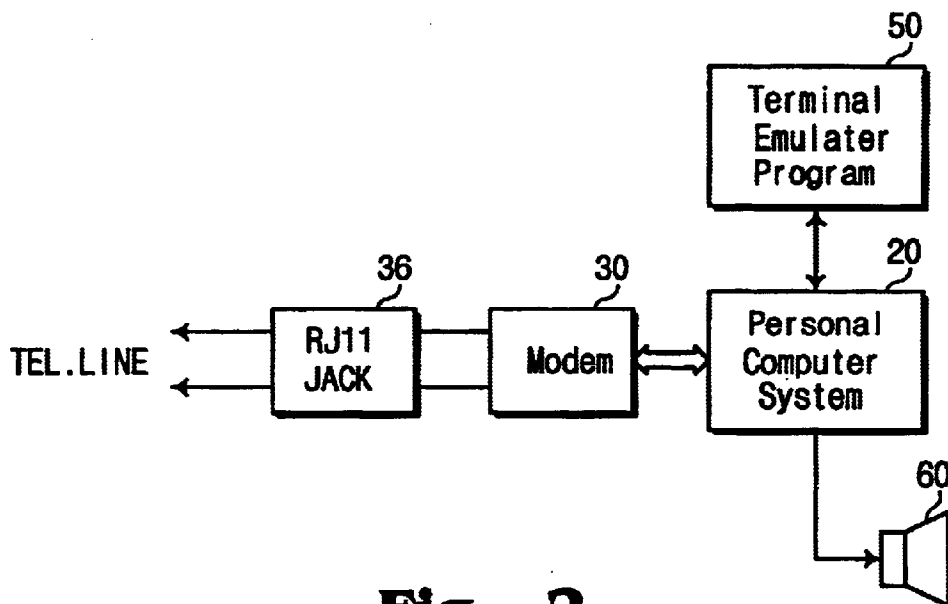 50
Terminal
Emulater
Program
20
36
30
Personal
Computer
System
RJ11
JACK
Modem
TEL.LINE
60